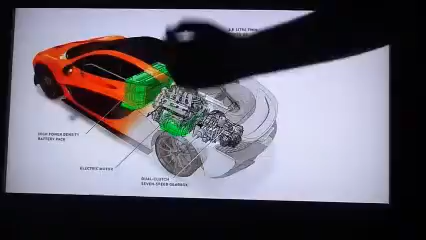 HIGH POWER DENSITY
BATTERY PACK
ELECTRIC MOTOR
DUAL-CLUTCH
SEVEN-SPEED GEARBOX